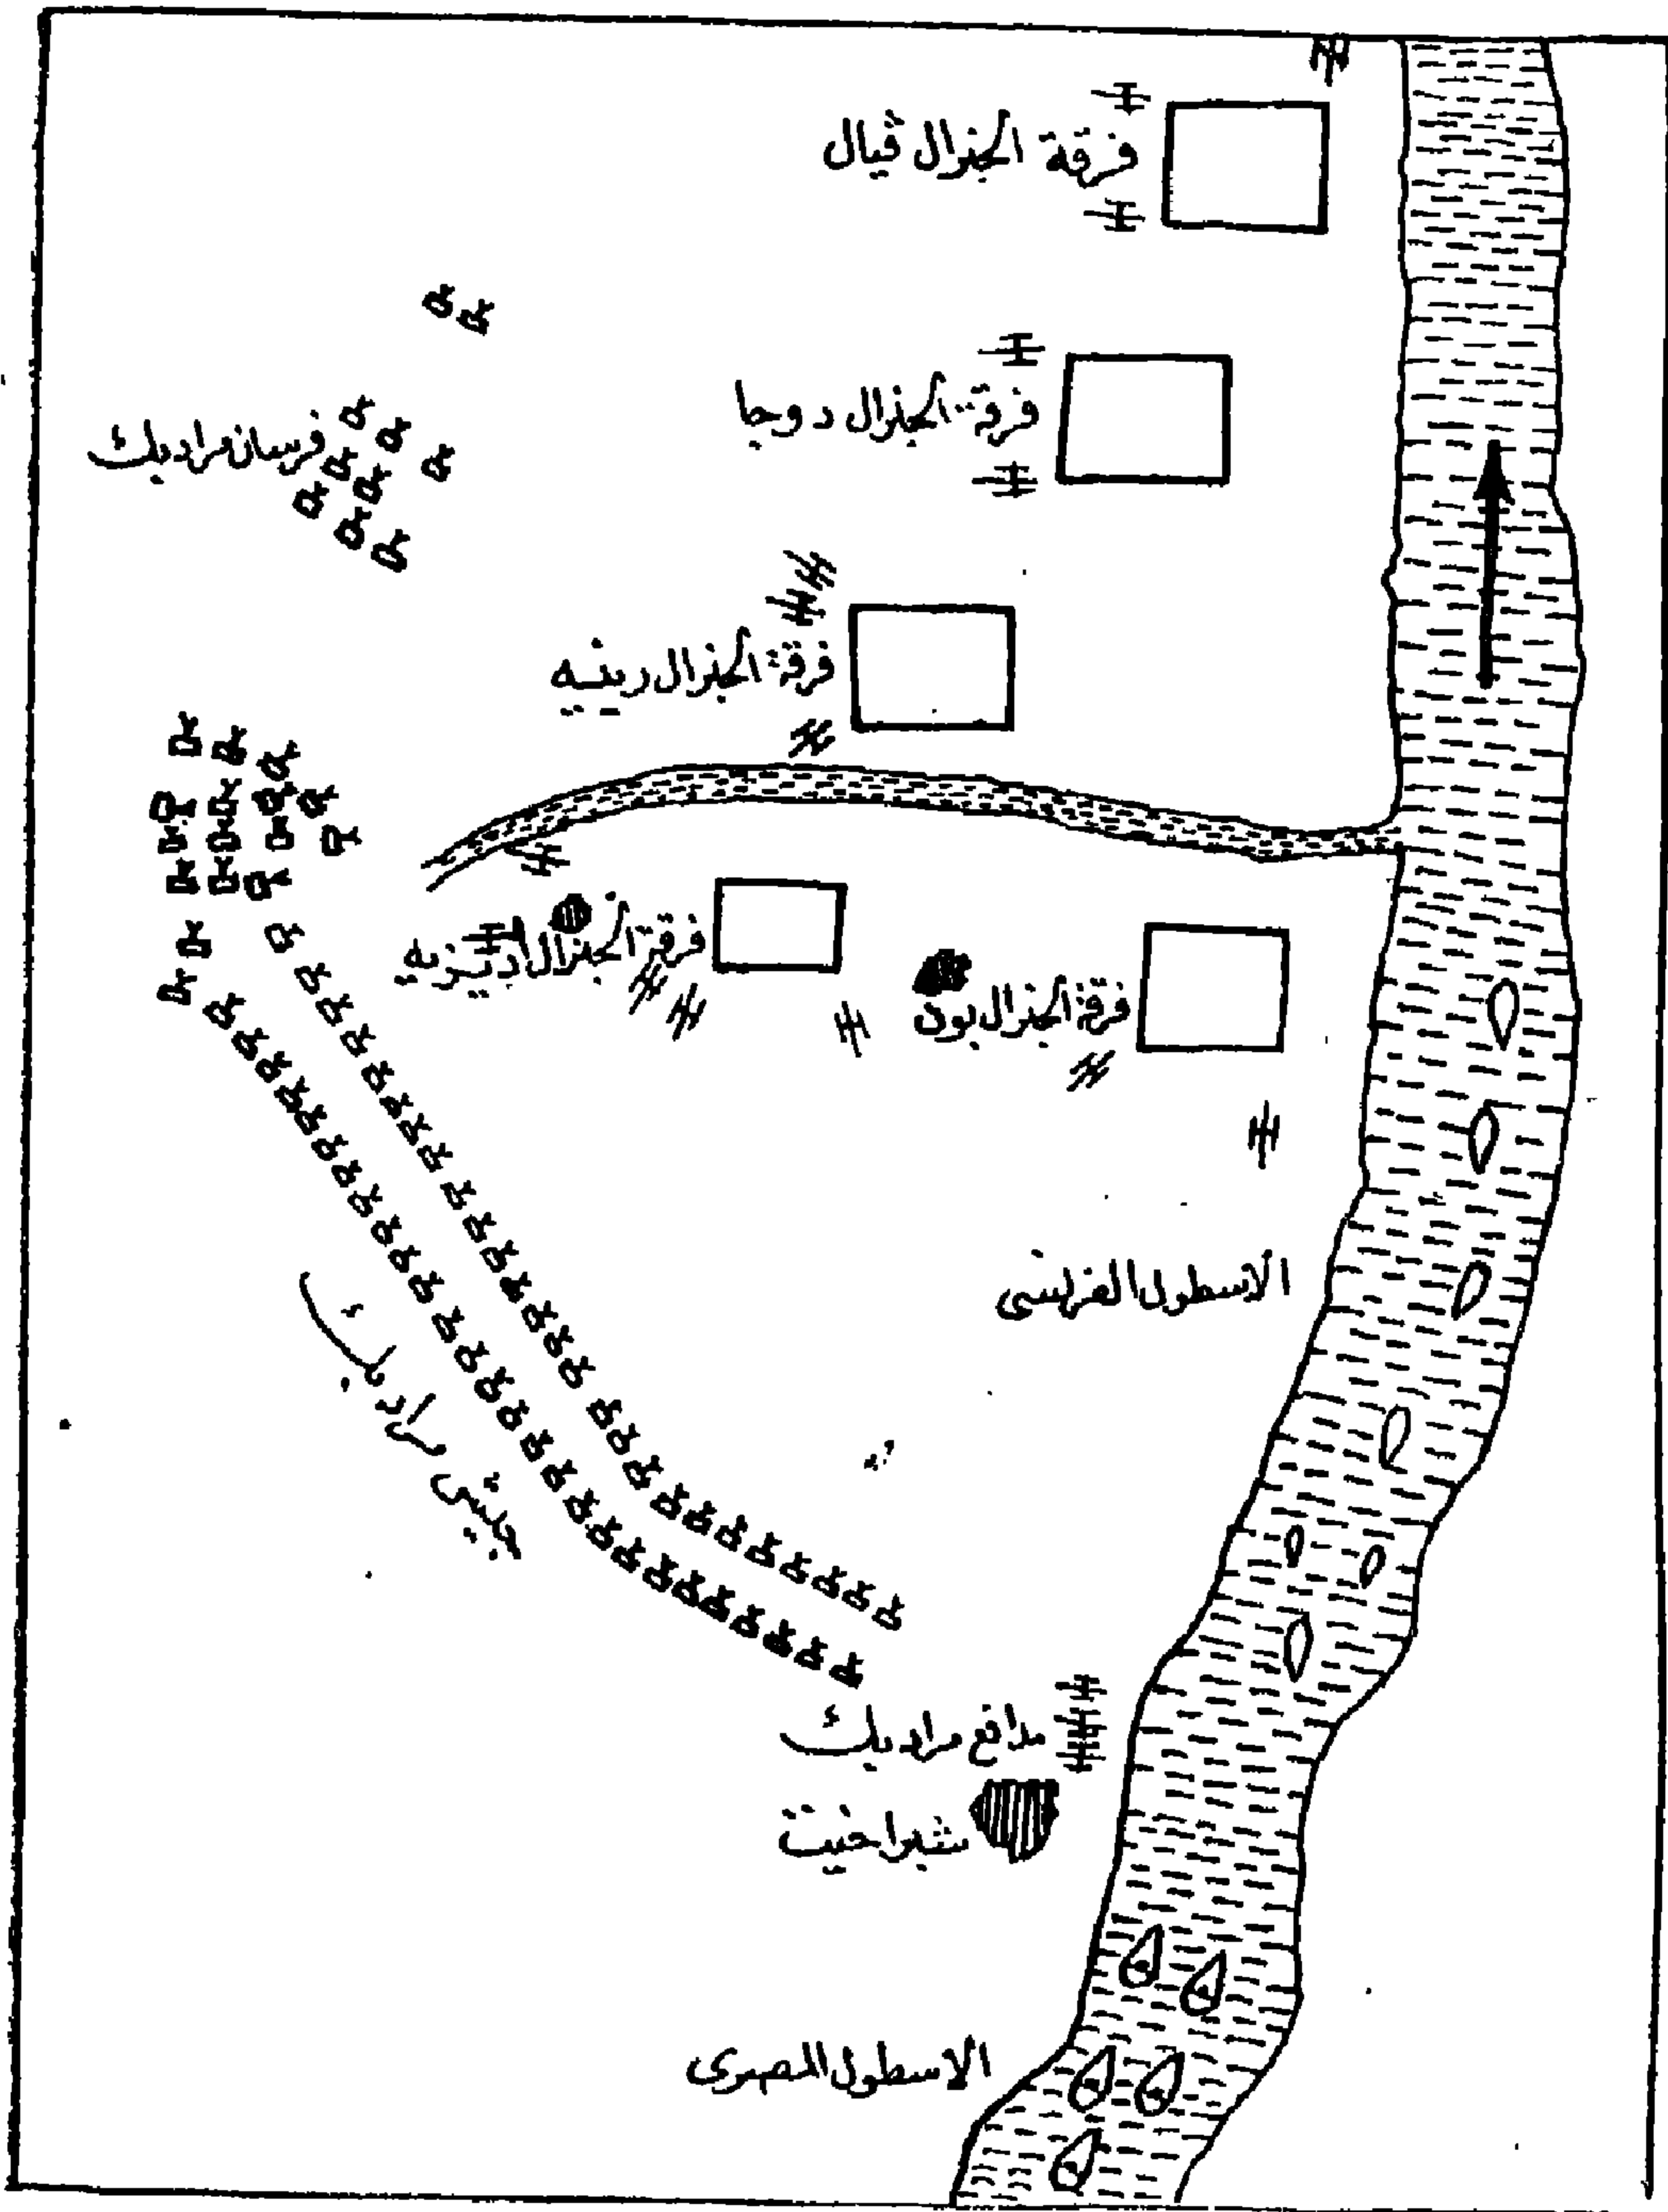 فرقة الجنرال ڤيال
فرقة الجنرال دوجا
فرسان مراد بك
فرقة الجنرال رينيه
فرقة الجنرال ديزيه
فرقة الجنرال بون
الاسطول الفرنسى
جيش مراد بك
مدافع مراد بك
شبراخيت
الاسطول المصرى